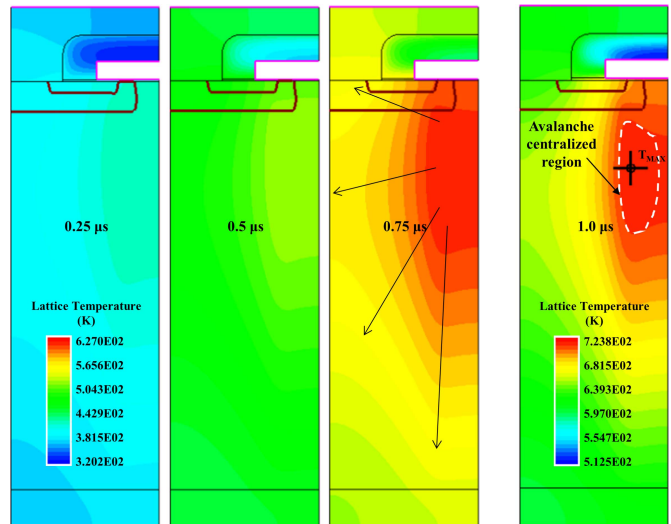 Avalanche
centralized
region
T_MAX
0.25 μs
0.5 μs
0.75 μs
1.0 μs
Lattice Temperature
(K)
6.270E02
5.656E02
5.043E02
4.429E02
3.815E02
3.202E02
Lattice Temperature
(K)
7.238E02
6.815E02
6.393E02
5.970E02
5.547E02
5.125E02